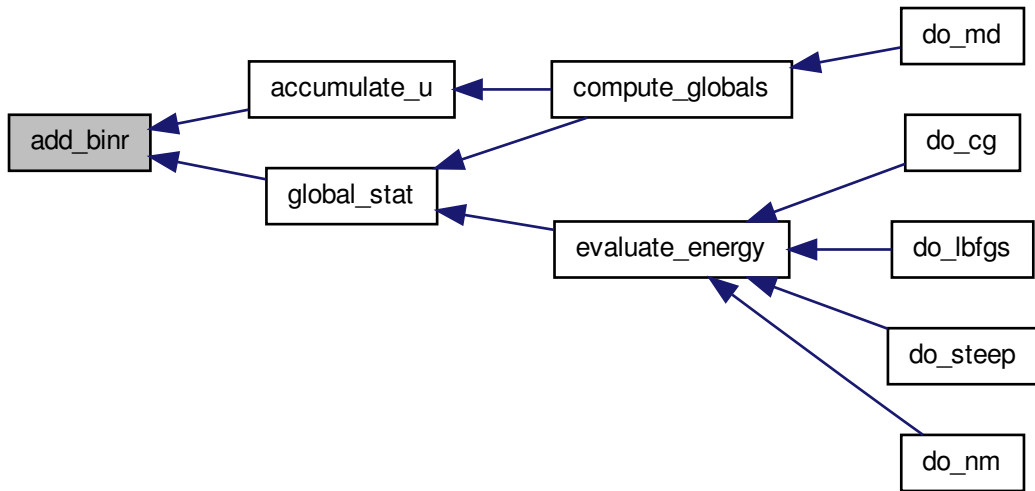 add_binr
accumulate_u
global_stat
compute_globals
evaluate_energy
do_md
do_cg
do_lbfgs
do_steep
do_nm